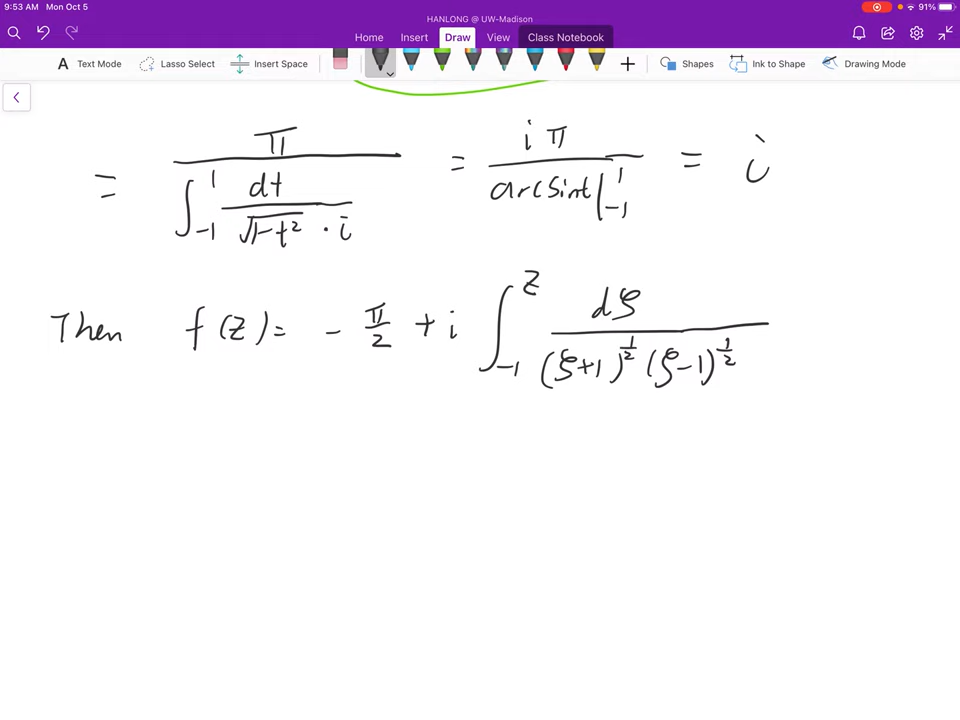 9:53 AM Mon Oct 5
91%
HANLONG @ UW-Madison
Home Insert Draw View Class Notebook
A Text Mode Lasso Select Insert Space Shapes Ink to Shape Drawing Mode
= π / ∫_{-1}^{1} dt / (√(1-t²) · i) = iπ / (arcsint|_{-1}^{1}) = i
Then f(z) = - π/2 + i ∫_{-1}^{z} dζ / ((ζ+1)^{1/2} (ζ-1)^{1/2})